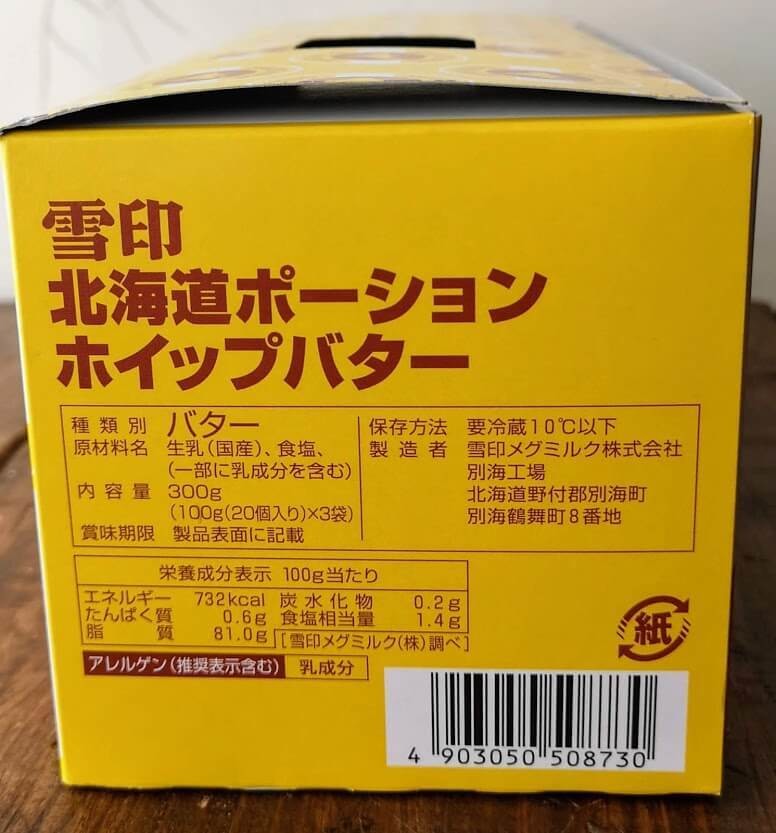 雪印
北海道ポーション
ホイップバター
種類別 バター
原材料名 生乳(国産)、食塩、
(一部に乳成分を含む)
内容量 300g
(100g(20個入り)×3袋)
賞味期限 製品表面に記載
保存方法 要冷蔵10℃以下
製造者 雪印メグミルク株式会社
別海工場
北海道野付郡別海町
別海鶴舞町8番地
栄養成分表示 100g当たり
エネルギー 732kcal 炭水化物 0.2g
たんぱく質 0.6g 食塩相当量 1.4g
脂質 81.0g [雪印メグミルク(株)調べ]
アレルゲン(推奨表示含む) 乳成分
紙
4 903050 508730